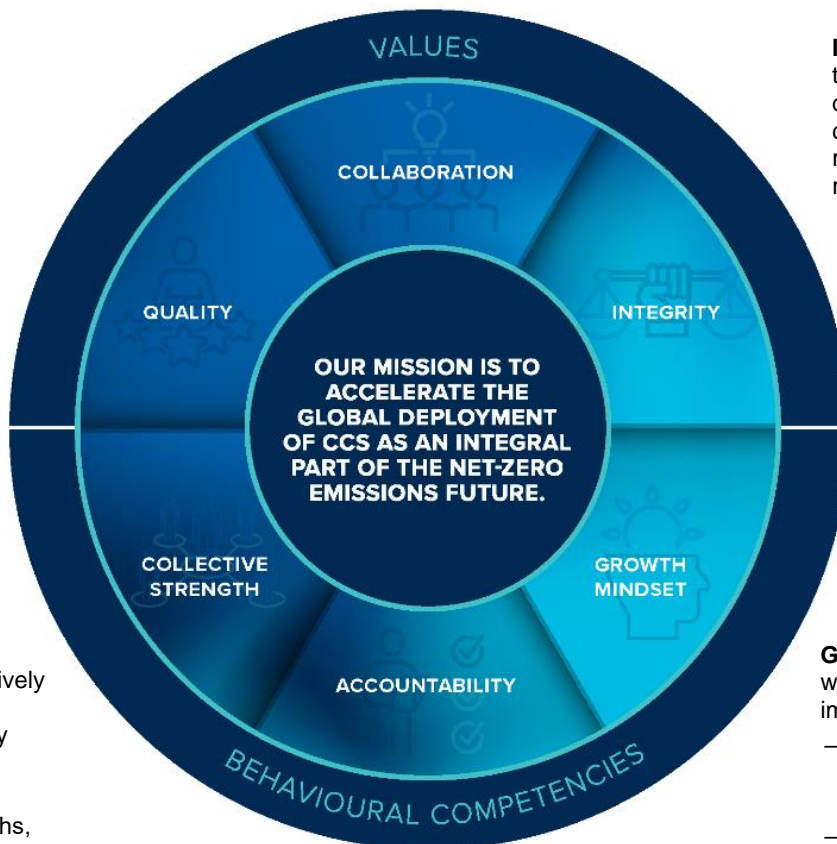 VALUES
COLLABORATION
QUALITY
INTEGRITY
OUR MISSION IS TO
ACCELERATE THE
GLOBAL DEPLOYMENT
OF CCS AS AN INTEGRAL
PART OF THE NET-ZERO
EMISSIONS FUTURE.
COLLECTIVE
STRENGTH
GROWTH
MINDSET
ACCOUNTABILITY
BEHAVIOURAL COMPETENCIES